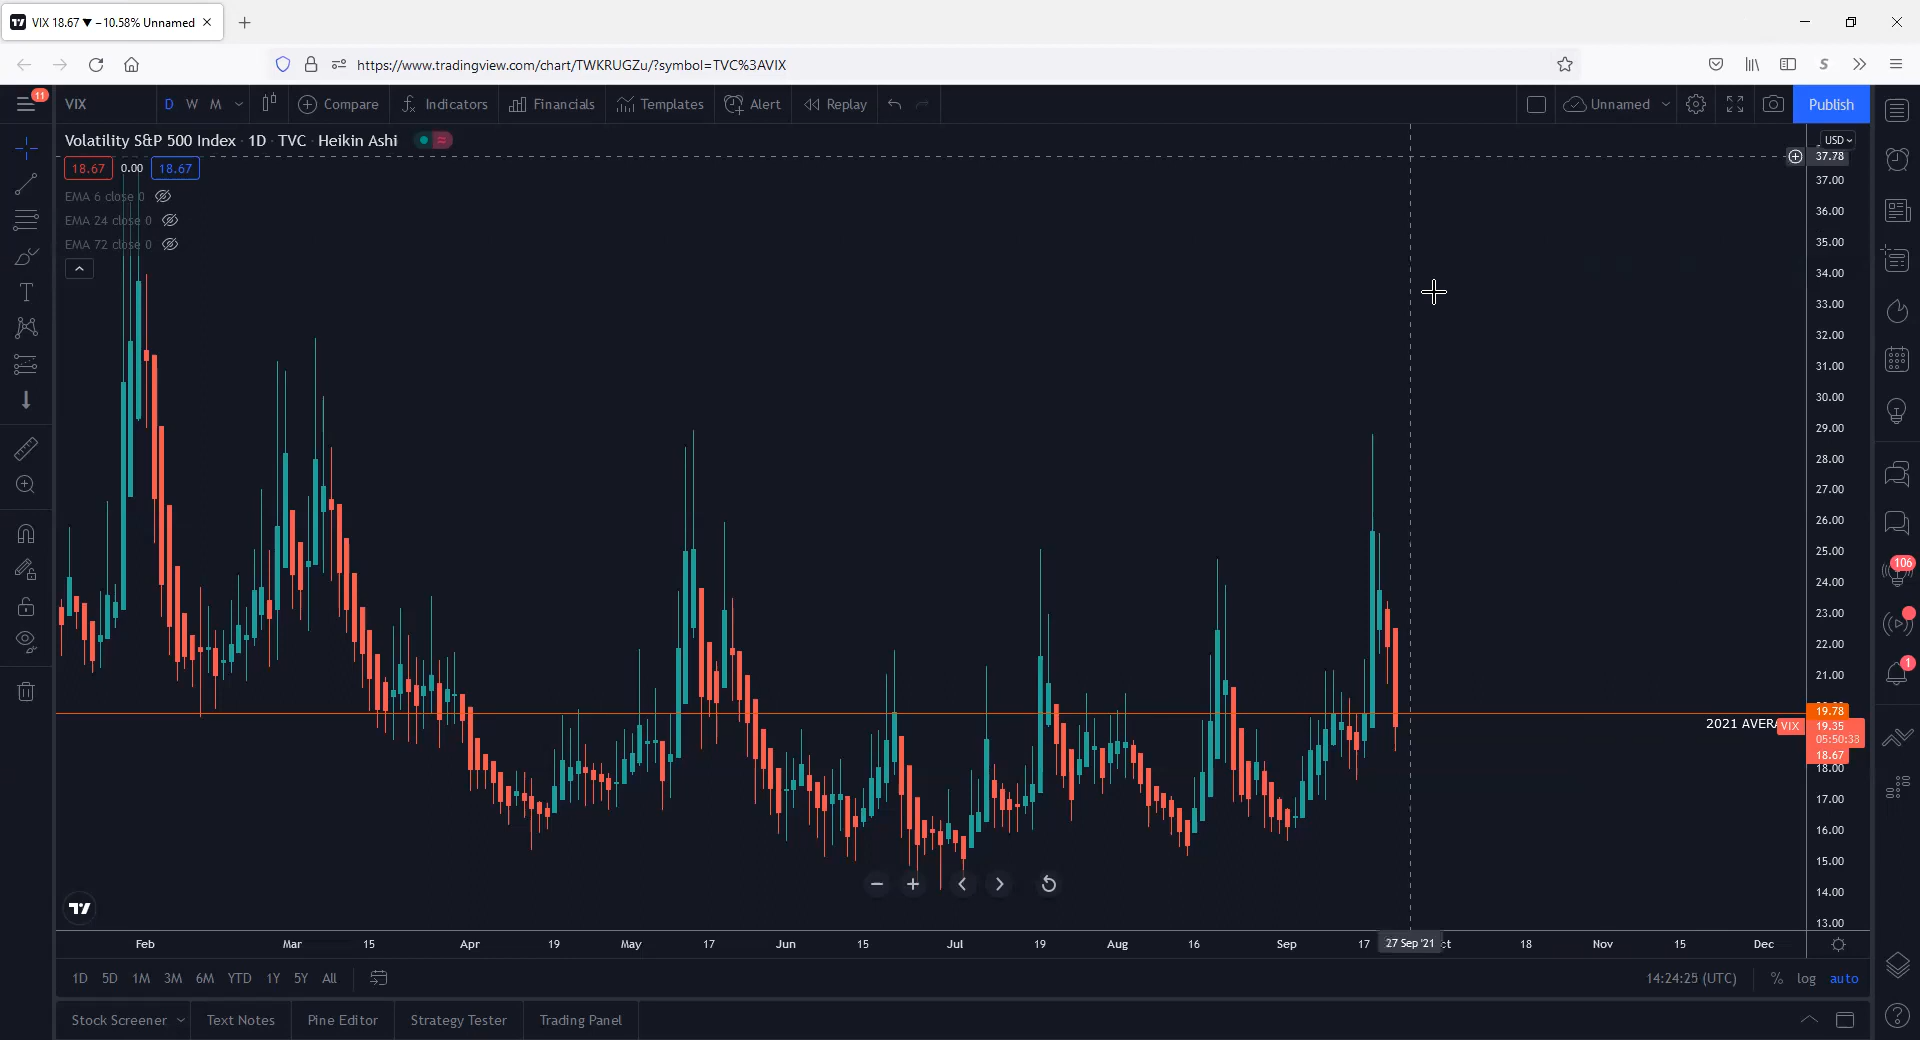 VIX 18.67 ▼ −10.58% Unnamed
https://www.tradingview.com/chart/TWKRUGZu/?symbol=TVC%3AVIX
S
11
VIX D W M Compare Indicators Financials Templates Alert Replay Unnamed Publish
Volatility S&P 500 Index · 1D · TVC · Heikin Ashi
USD
18.67 0.00 18.67
37.78
EMA 6 close 0
EMA 24 close 0
EMA 72 close 0
37.00
36.00
35.00
34.00
33.00
32.00
31.00
30.00
29.00
28.00
27.00
26.00
25.00
24.00
23.00
22.00
21.00
19.78
2021 AVERA VIX 19.35
05:50:33
18.67
18.00
17.00
16.00
15.00
14.00
13.00
106
1
Feb Mar 15 Apr 19 May 17 Jun 15 Jul 19 Aug 16 Sep 17 27 Sep '21 ct 18 Nov 15 Dec
1D 5D 1M 3M 6M YTD 1Y 5Y All 14:24:25 (UTC) % log auto
Stock Screener Text Notes Pine Editor Strategy Tester Trading Panel